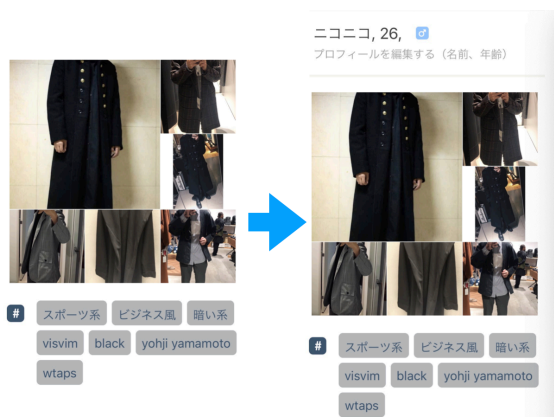 ニコニコ, 26, ♂
プロフィールを編集する（名前、年齢）
# スポーツ系 ビジネス風 暗い系
visvim black yohji yamamoto
wtaps
# スポーツ系 ビジネス風 暗い系
visvim black yohji yamamoto
wtaps